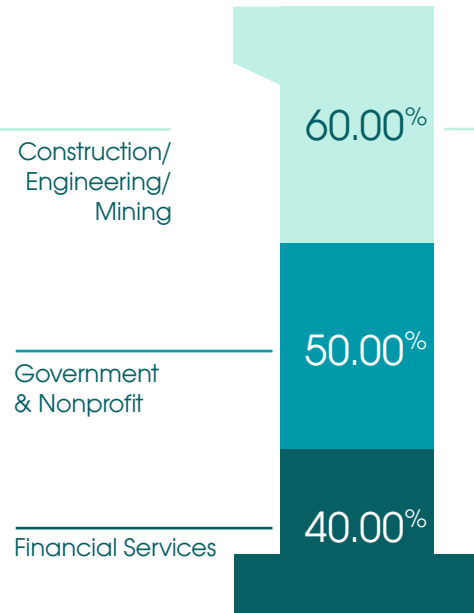 60.00%
Construction/
Engineering/
Mining
50.00%
Government
& Nonprofit
40.00%
Financial Services